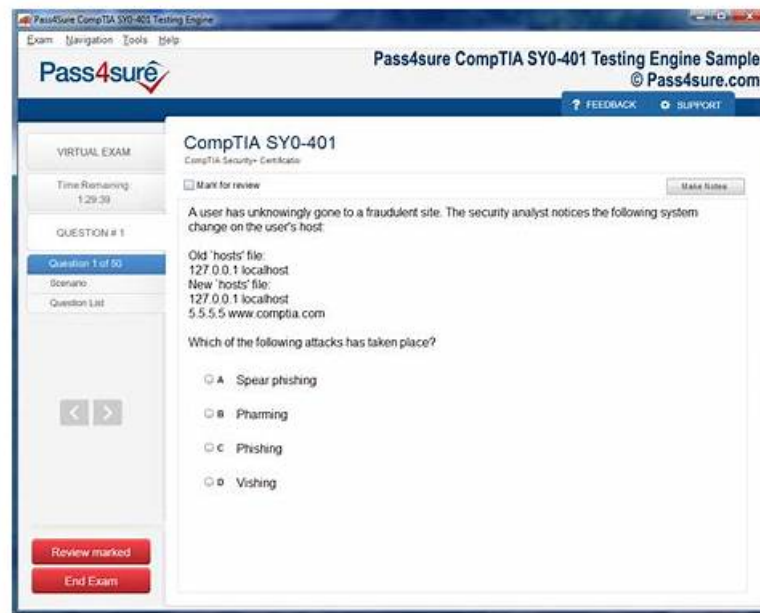 Pass4Sure CompTIA SY0-401 Testing Engine
Exam Navigation Tools Help
Pass4sure
Pass4sure CompTIA SY0-401 Testing Engine Sample
© Pass4sure.com
? FEEDBACK SUPPORT
VIRTUAL EXAM
Time Remaining
1:29:39
QUESTION # 1
Question 1 of 50
Scenario
Question List
Review marked
End Exam
CompTIA SY0-401
CompTIA Security+ Certificatio
Mark for review
Make Notes
A user has unknowingly gone to a fraudulent site. The security analyst notices the following system
change on the user's host:
Old `hosts' file:
127.0.0.1 localhost
New `hosts' file:
127.0.0.1 localhost
5.5.5.5 www.comptia.com
Which of the following attacks has taken place?
A Spear phishing
B Pharming
C Phishing
D Vishing